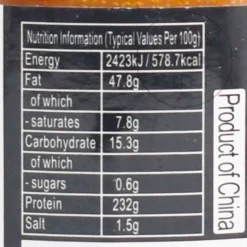 Nutrition Information (Typical Values Per 100g)
Energy 2423kJ / 578.7kcal
Fat 47.8g
of which
- saturates 7.8g
Carbohydrate 15.3g
of which
- sugars 0.6g
Protein 232g
Salt 1.5g
Product of China